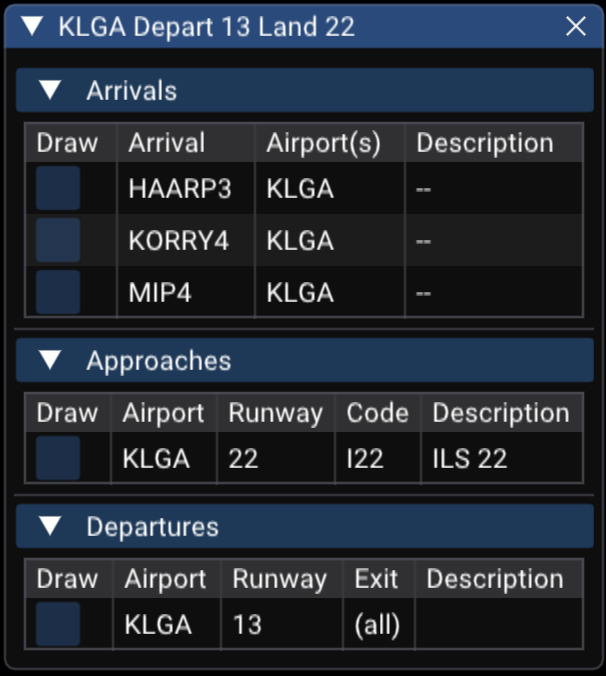 KLGA Depart 13 Land 22
Arrivals
Draw Arrival Airport(s) Description
HAARP3 KLGA --
KORRY4 KLGA --
MIP4 KLGA --
Approaches
Draw Airport Runway Code Description
KLGA 22 I22 ILS 22
Departures
Draw Airport Runway Exit Description
KLGA 13 (all)